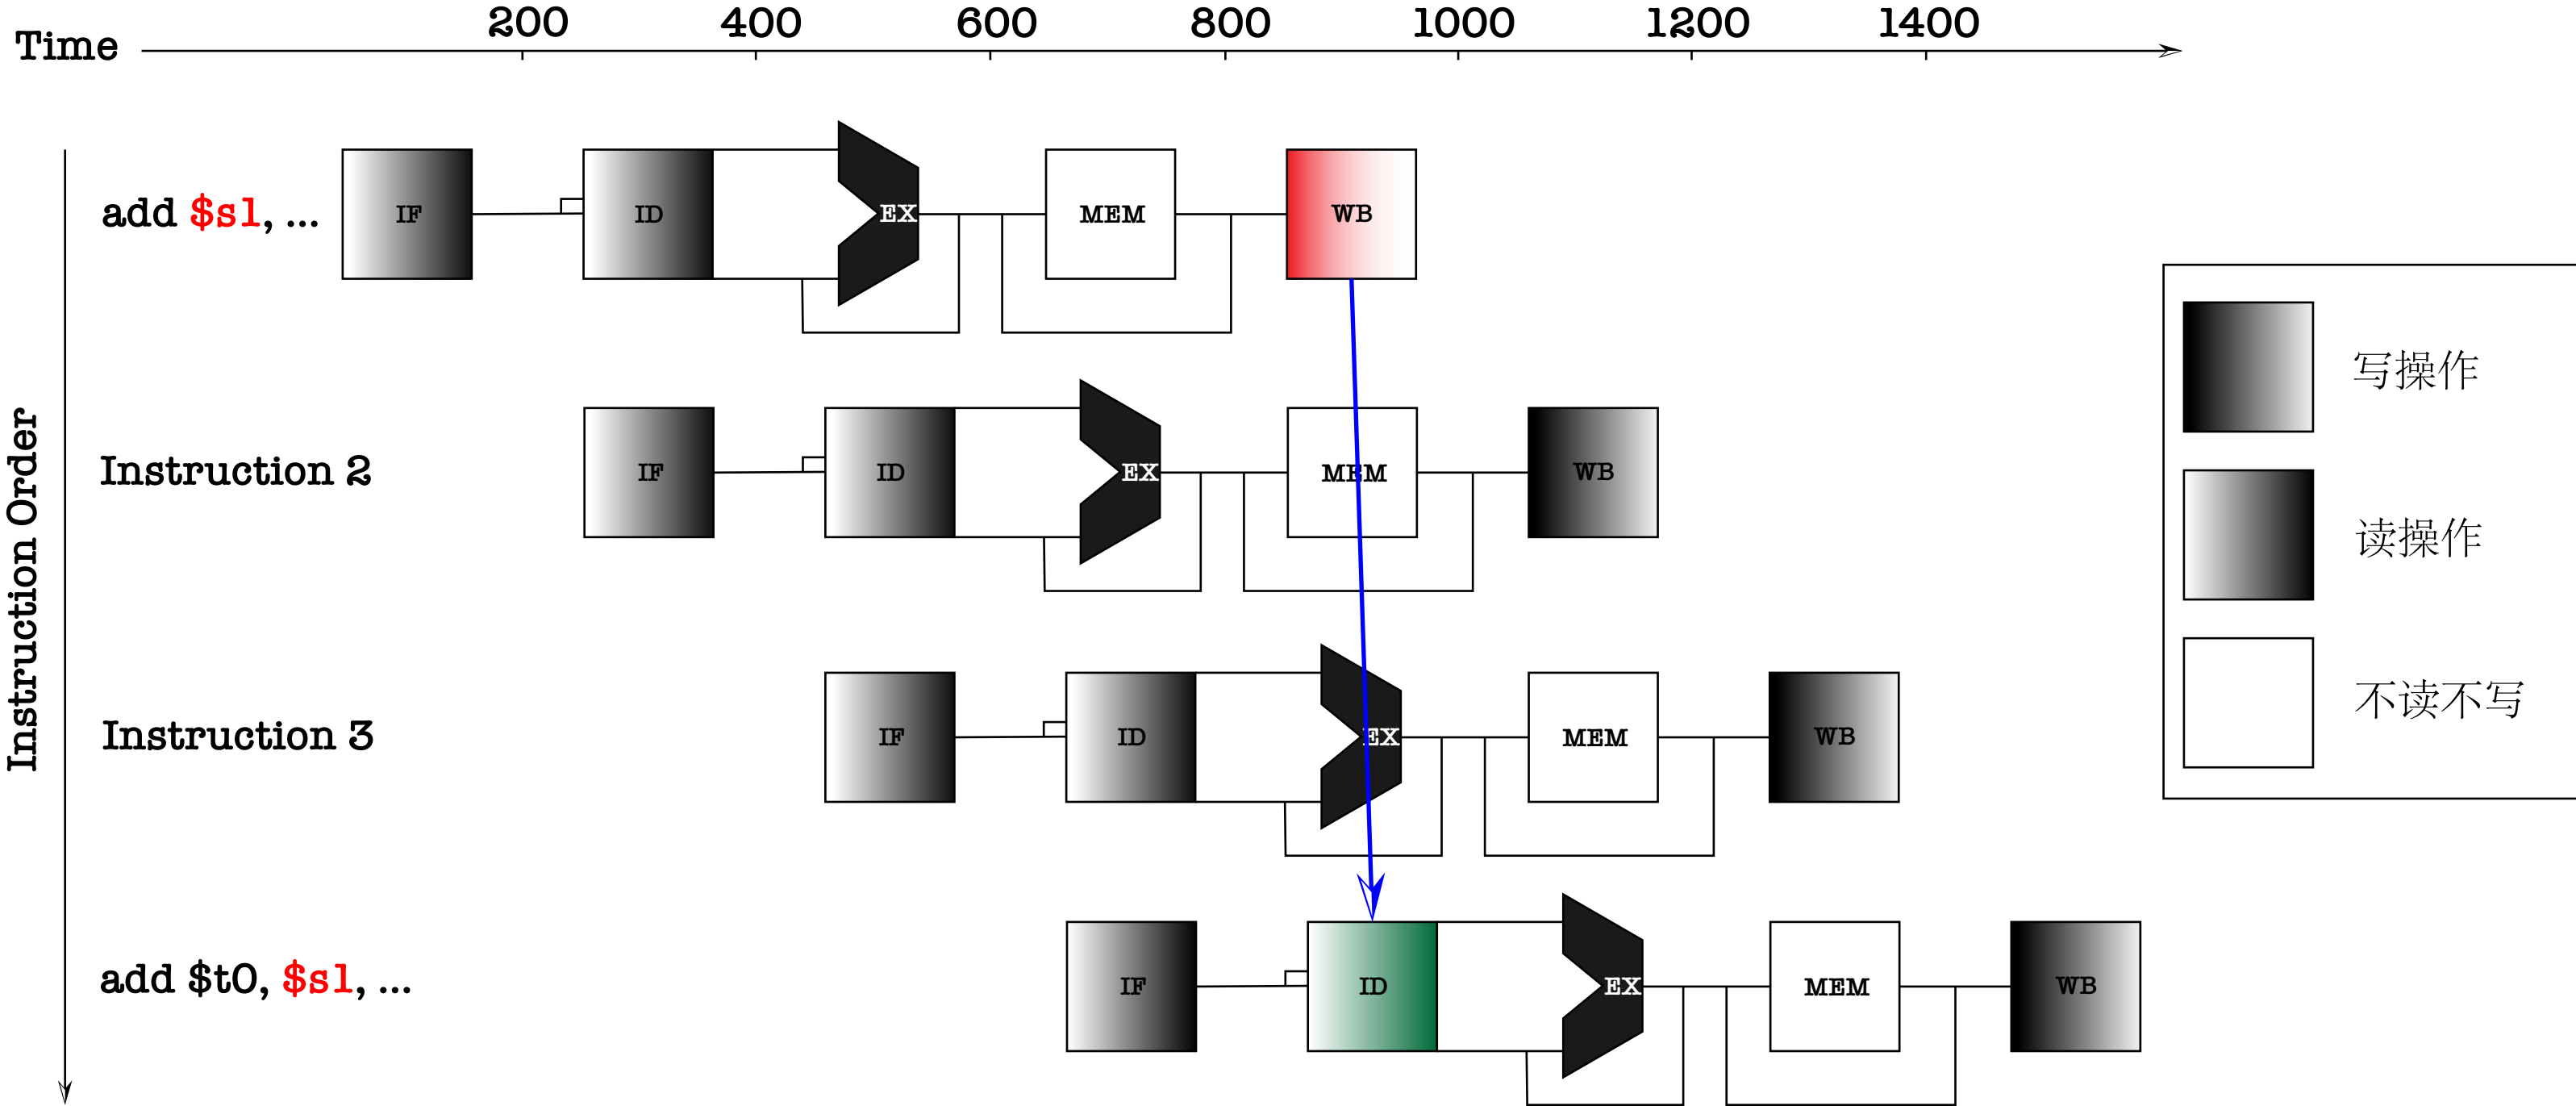 200 400 600 800 1000 1200 1400
Time
add $s1, ...
IF ID EX MEM WB
Instruction 2
IF ID EX MEM WB
Instruction 3
IF ID EX MEM WB
add $t0, $s1, ...
IF ID EX MEM WB
Instruction Order
写操作
读操作
不读不写